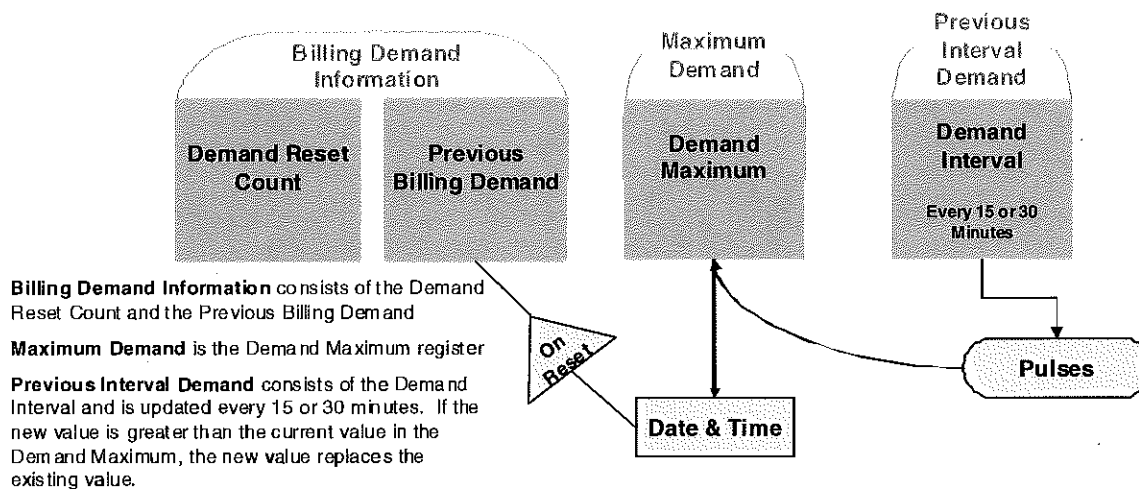 Billing Demand
Information
Maximum
Demand
Previous
Interval
Demand
Demand Reset
Count
Previous
Billing Demand
Demand
Maximum
Demand
Interval
Every 15 or 30
Minutes
Billing Demand Information consists of the Demand
Reset Count and the Previous Billing Demand
Maximum Demand is the Demand Maximum register
Previous Interval Demand consists of the Demand
Interval and is updated every 15 or 30 minutes. If the
new value is greater than the current value in the
Demand Maximum, the new value replaces the
existing value.
On
Reset
Date & Time
Pulses